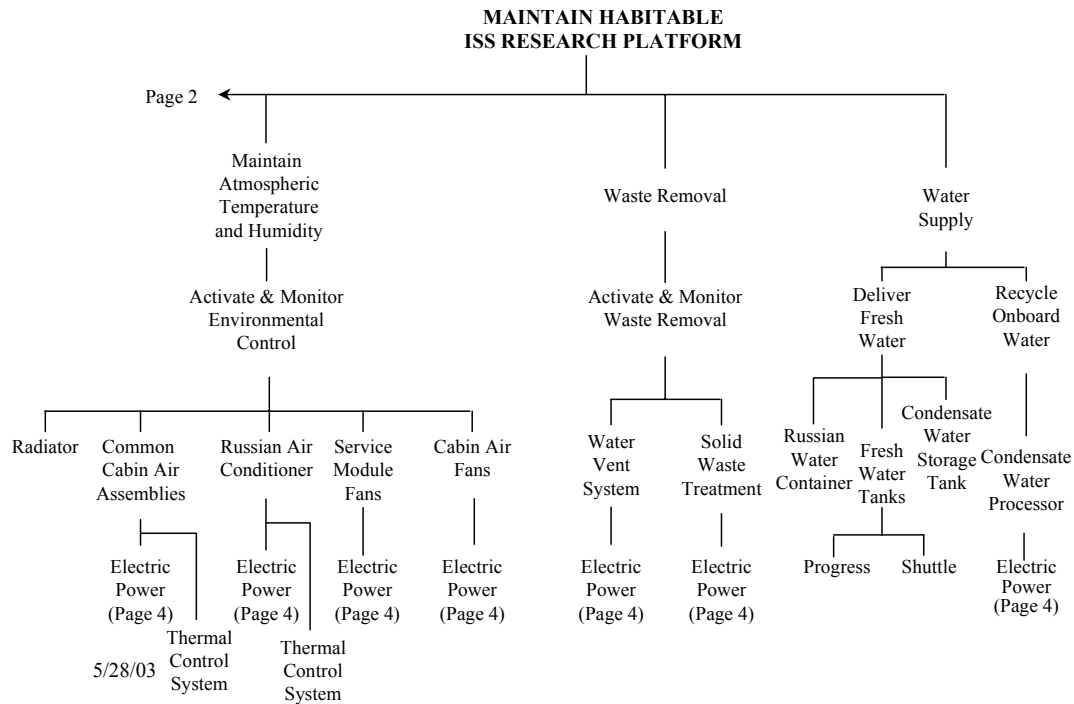 MAINTAIN HABITABLE
ISS RESEARCH PLATFORM
Page 2
Maintain
Atmospheric
Temperature
and Humidity
Waste Removal
Water
Supply
Activate & Monitor
Environmental
Control
Activate & Monitor
Waste Removal
Deliver
Fresh
Water
Recycle
Onboard
Water
Radiator
Common
Cabin Air
Assemblies
Russian Air
Conditioner
Service
Module
Fans
Cabin Air
Fans
Water
Vent
System
Solid
Waste
Treatment
Russian
Water
Container
Fresh
Water
Tanks
Condensate
Water
Storage
Tank
Condensate
Water
Processor
Electric
Power
(Page 4)
Thermal
Control
System
Electric
Power
(Page 4)
Thermal
Control
System
Electric
Power
(Page 4)
Electric
Power
(Page 4)
Electric
Power
(Page 4)
Electric
Power
(Page 4)
Progress
Shuttle
Electric
Power
(Page 4)
5/28/03